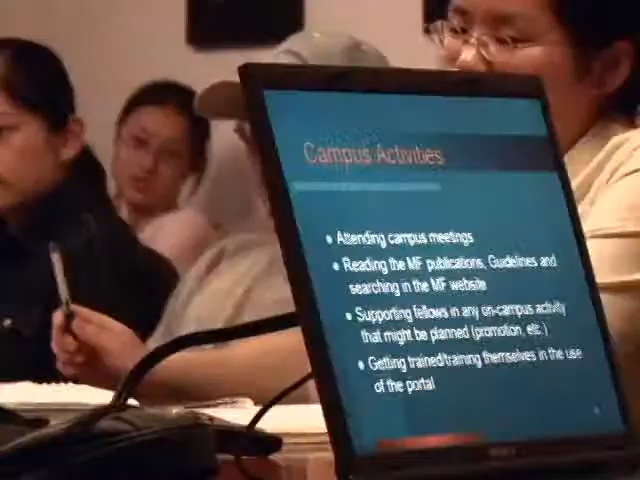 Campus Activities
• Attending campus meetings
• Reading the MF publications, Guidelines and
searching in the MF website
• Supporting fellows in any on-campus activity
that might be planned (promotion, etc.)
• Getting trained/training themselves in the use
of the portal